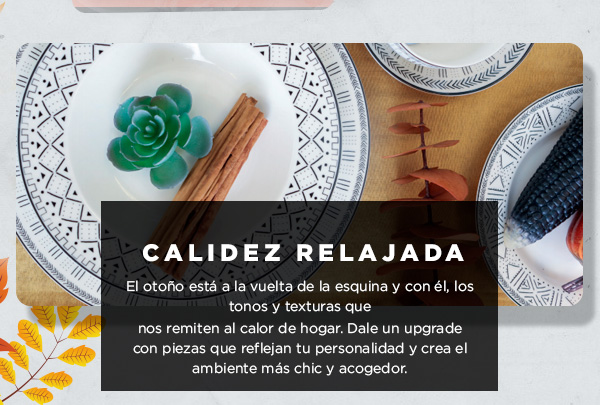 CALIDEZ RELAJADA
El otoño está a la vuelta de la esquina y con él, los
tonos y texturas que
nos remiten al calor de hogar. Dale un upgrade
con piezas que reflejan tu personalidad y crea el
ambiente más chic y acogedor.